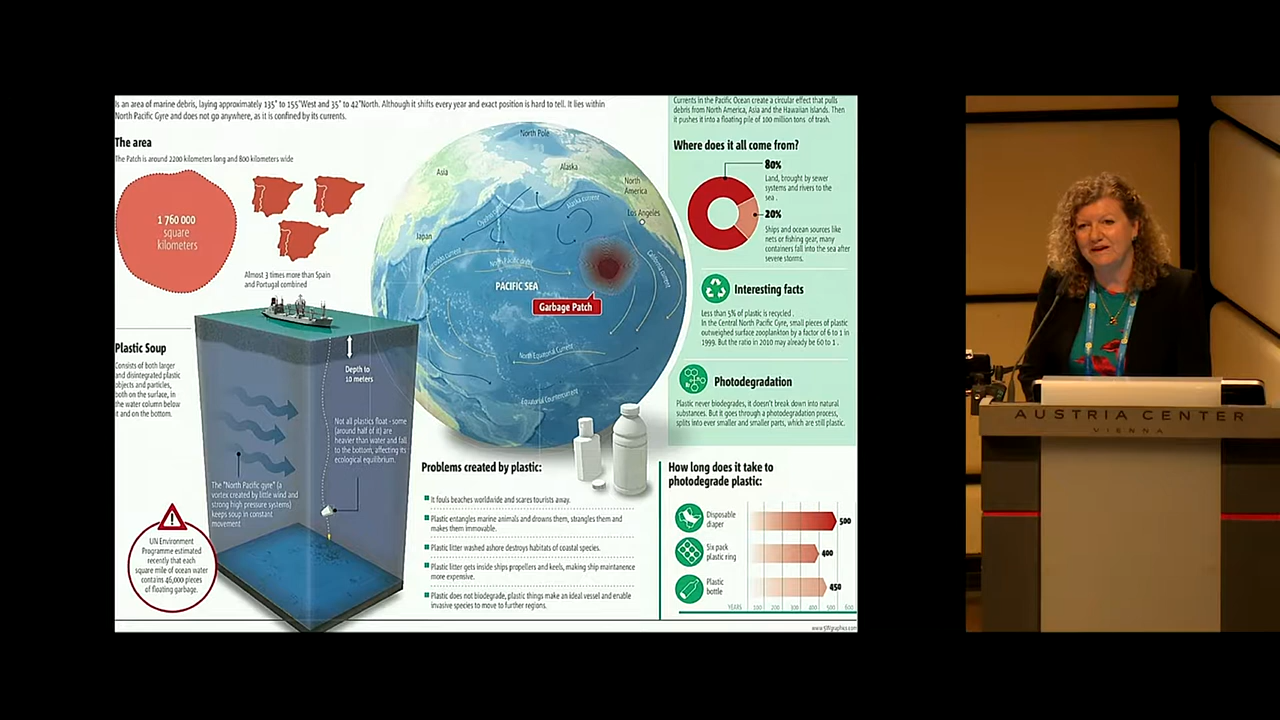 Is an area of marine debris, laying approximately 135° to 155°West and 35° to 42°North. Although it shifts every year and exact position is hard to tell. It lies within
North Pacific Gyre and does not go anywhere, as it is confined by its currents.
The area
The Patch is around 2200 kilometers long and 800 kilometers wide
1 760 000
square
kilometers
Almost 3 times more than Spain
and Portugal combined
Plastic Soup
Consists of both larger
and disintegrated plastic
objects and particles,
both on the surface, in
the water column below
it and on the bottom.
Depth to
10 meters
Not all plastics float - some
(around half of it) are
heavier than water and fall
to the bottom, affecting its
ecological equilibrium.
The "North Pacific gyre" (a
vortex created by little wind and
strong high pressure systems)
keeps soup in constant
movement
UN Environment
Programme estimated
recently that each
square mile of ocean water
contains 46,000 pieces
of floating garbage.
North Pole
Asia
Alaska
North
America
Los Angeles
Japan
Alaska current
California current
North Pacific drift
PACIFIC SEA
Garbage Patch
North Equatorial Current
Equatorial Countercurrent
Problems created by plastic:
It fouls beaches worldwide and scares tourists away.
Plastic entangles marine animals and drowns them, strangles them and
makes them immovable.
Plastic litter washed ashore destroys habitats of coastal species.
Plastic litter gets inside ships propellers and keels, making ship maintanence
more expensive.
Plastic does not biodegrade, plastic things make an ideal vessel and enable
invasive species to move to further regions.
Currents in the Pacific Ocean create a circular effect that pulls
debris from North America, Asia and the Hawaiian Islands. Then
it pushes it into a floating pile of 100 million tons of trash.
Where does it all come from?
80%
Land, brought by sewer
systems and rivers to the
sea .
20%
Ships and ocean sources like
nets or fishing gear, many
containers fall into the sea after
severe storms.
Interesting facts
Less than 5% of plastic is recycled .
In the Central North Pacific Gyre, small pieces of plastic
outweighed surface zooplankton by a factor of 6 to 1 in
1999. But the ratio in 2010 may already be 60 to 1 .
Photodegradation
Plastic never biodegrades, it doesn't break down into natural
substances. But it goes through a photodegradation process,
splits into ever smaller and smaller parts, which are still plastic.
How long does it take to
photodegrade plastic:
Disposable
diaper
500
Six pack
plastic ring
400
Plastic
bottle
450
YEARS 100 200 300 400 500 600
www.5Wgraphics.com
AUSTRIA CENTER
VIENNA